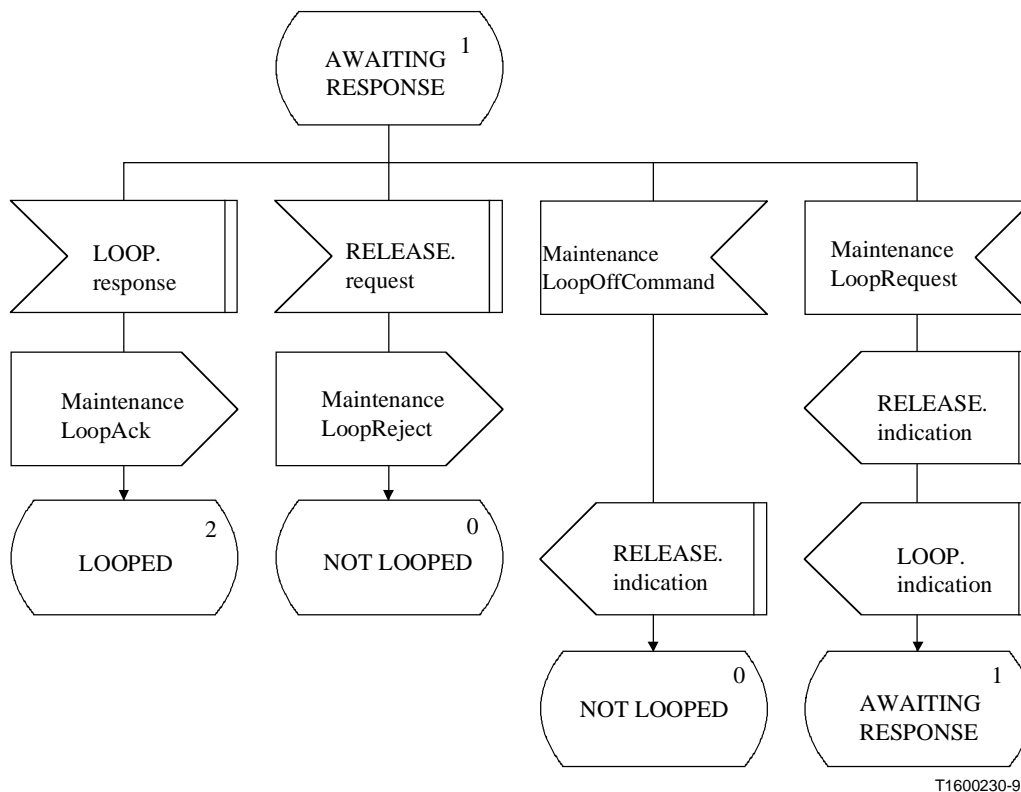 1
AWAITING
RESPONSE
LOOP.
response
RELEASE.
request
Maintenance
LoopOffCommand
Maintenance
LoopRequest
Maintenance
LoopAck
Maintenance
LoopReject
RELEASE.
indication
2
LOOPED
0
NOT LOOPED
RELEASE.
indication
LOOP.
indication
0
NOT LOOPED
1
AWAITING
RESPONSE
T1600230-9